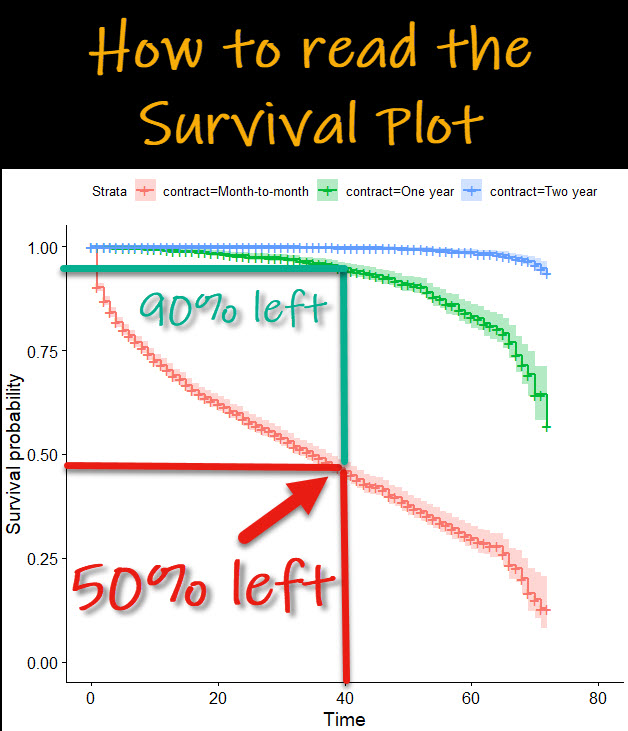 How to read the
Survival Plot
Strata contract=Month-to-month contract=One year contract=Two year
1.00
90% left
0.75
Survival probability
0.50
0.25
50% left
0.00
0 20 40 60 80
Time